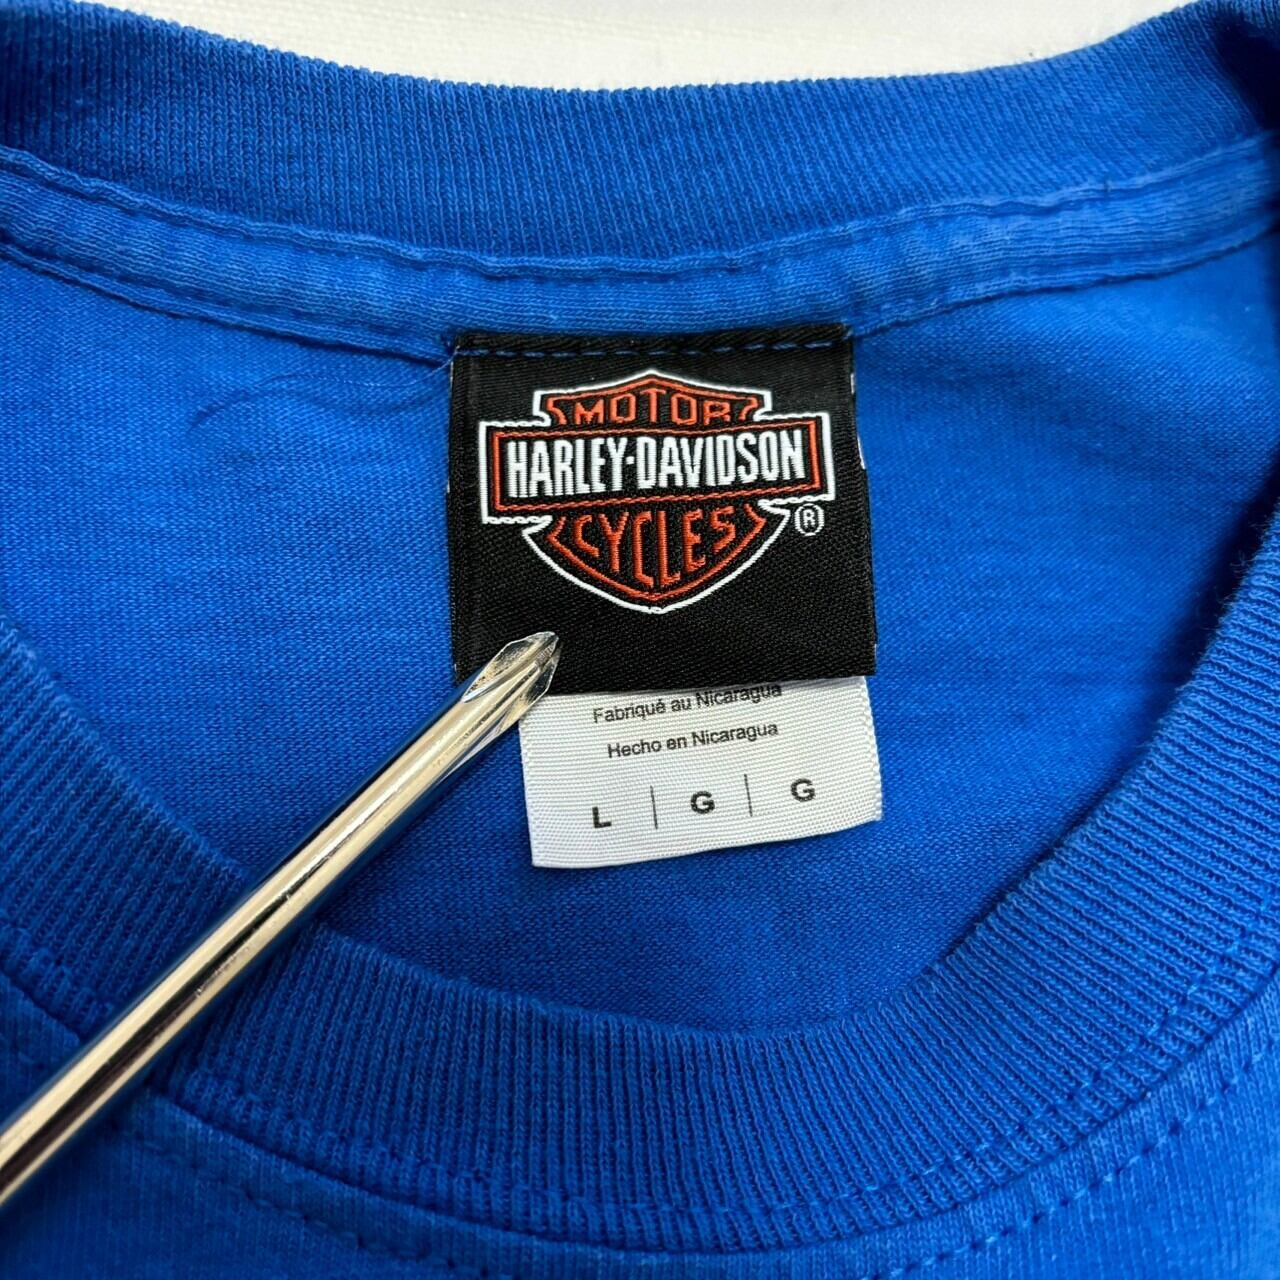 MOTOR
HARLEY-DAVIDSON
CYCLES
®
Fabriqué au Nicaragua
Hecho en Nicaragua
L | G | G